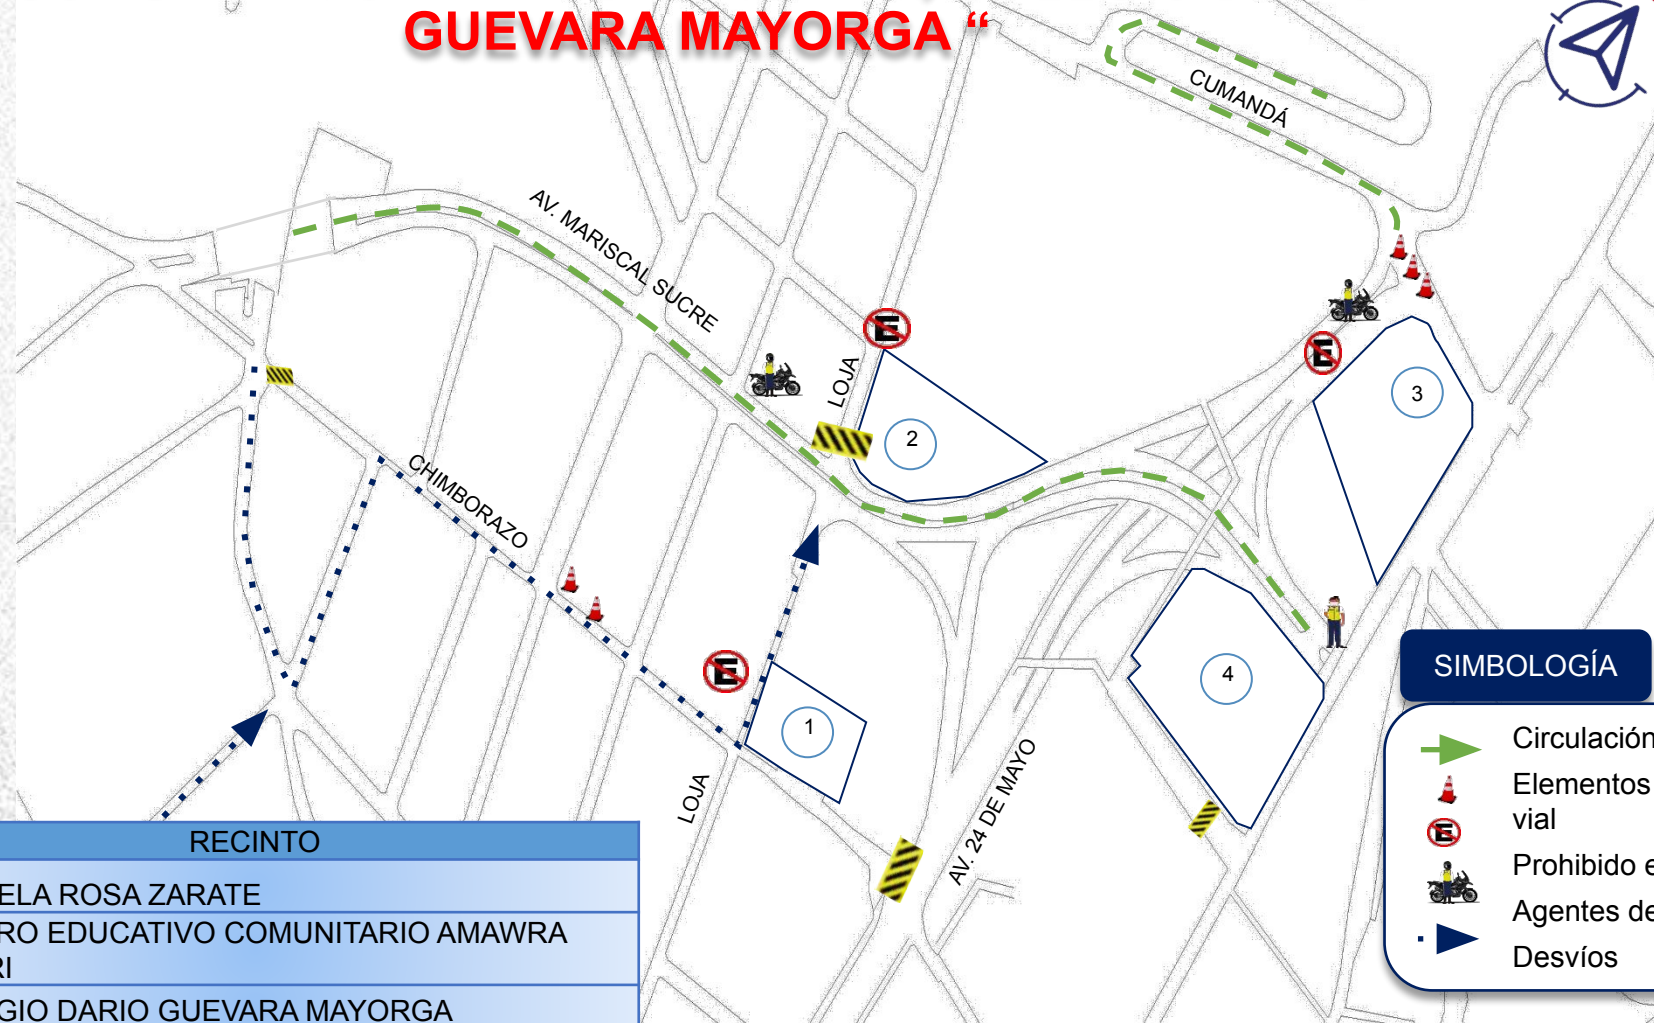 GUEVARA MAYORGA “
CUMANDÁ
AV. MARISCAL SUCRE
LOJA
E
E
2
3
CHIMBORAZO
E
1
4
LOJA
AV. 24 DE MAYO
SIMBOLOGÍA
Circulación
Elementos
vial
E
Prohibido e
Agentes de
Desvíos
RECINTO
ELA ROSA ZARATE
RO EDUCATIVO COMUNITARIO AMAWRA
RI
GIO DARIO GUEVARA MAYORGA